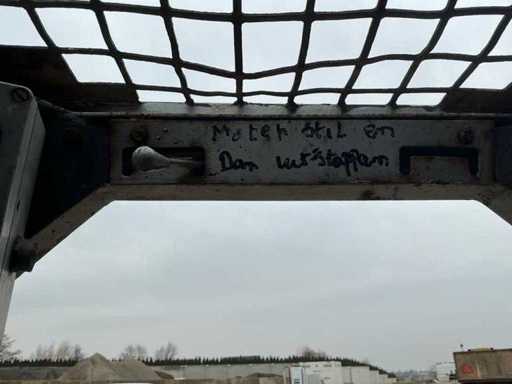 Moter stil en
Dan uitstappen